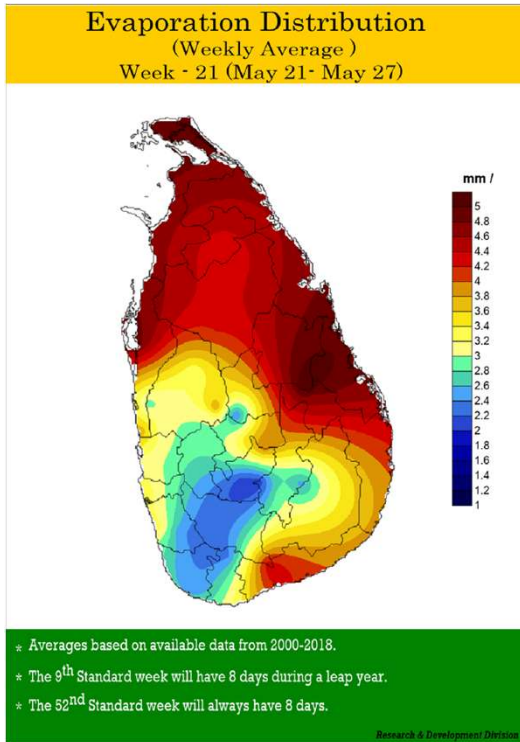 Evaporation Distribution
(Weekly Average )
Week - 21 (May 21- May 27)
mm /
5
4.8
4.6
4.4
4.2
4
3.8
3.6
3.4
3.2
3
2.8
2.6
2.4
2.2
2
1.8
1.6
1.4
1.2
1
* Averages based on available data from 2000-2018.
* The 9th Standard week will have 8 days during a leap year.
* The 52nd Standard week will always have 8 days.
Research & Development Division